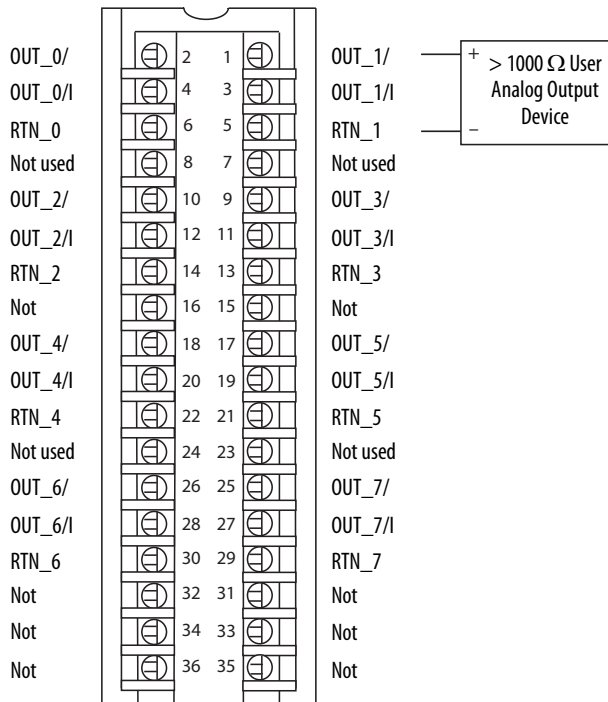 OUT_0/ 2 1 OUT_1/ + > 1000 Ω User
OUT_0/I 4 3 OUT_1/I Analog Output
RTN_0 6 5 RTN_1 – Device
Not used 8 7 Not used
OUT_2/ 10 9 OUT_3/
OUT_2/I 12 11 OUT_3/I
RTN_2 14 13 RTN_3
Not 16 15 Not
OUT_4/ 18 17 OUT_5/
OUT_4/I 20 19 OUT_5/I
RTN_4 22 21 RTN_5
Not used 24 23 Not used
OUT_6/ 26 25 OUT_7/
OUT_6/I 28 27 OUT_7/I
RTN_6 30 29 RTN_7
Not 32 31 Not
Not 34 33 Not
Not 36 35 Not